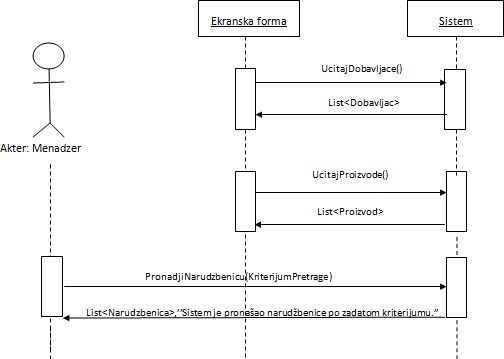 Ekranska forma
Sistem
UcitajDobavljace()
List<Dobavljac>
Akter: Menadzer
UcitajProizvode()
List<Proizvod>
PronadjiNarudzbenicu(KriterijumPretrage)
List<Narudzbenica>,’’Sistem je pronašao narudžbenice po zadatom kriterijumu.”